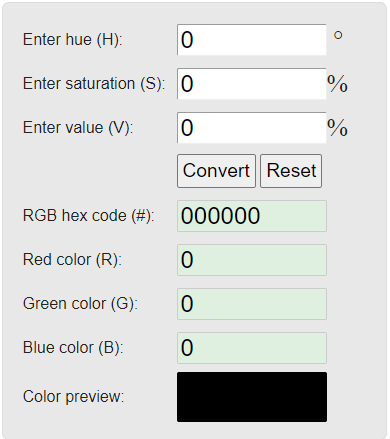 Enter hue (H): 0 °
Enter saturation (S): 0 %
Enter value (V): 0 %
Convert Reset
RGB hex code (#): 000000
Red color (R): 0
Green color (G): 0
Blue color (B): 0
Color preview: